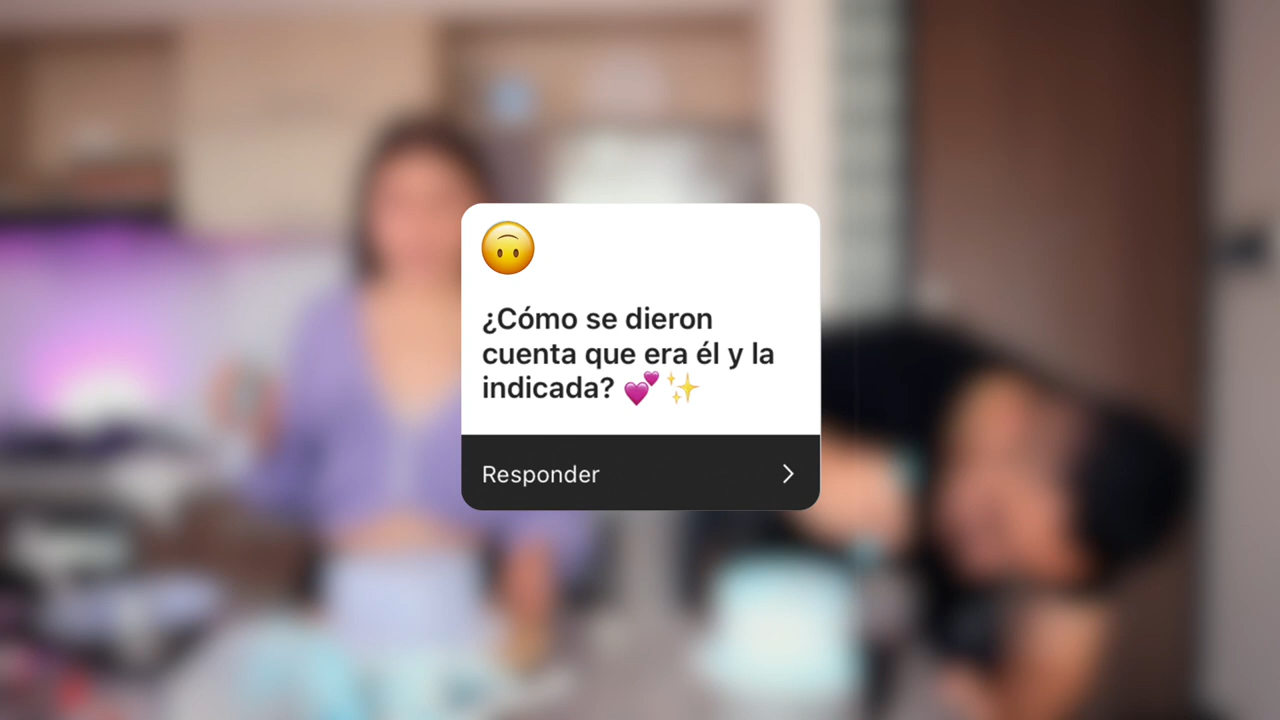 ¿Cómo se dieron
cuenta que era él y la
indicada? 💕✨
Responder